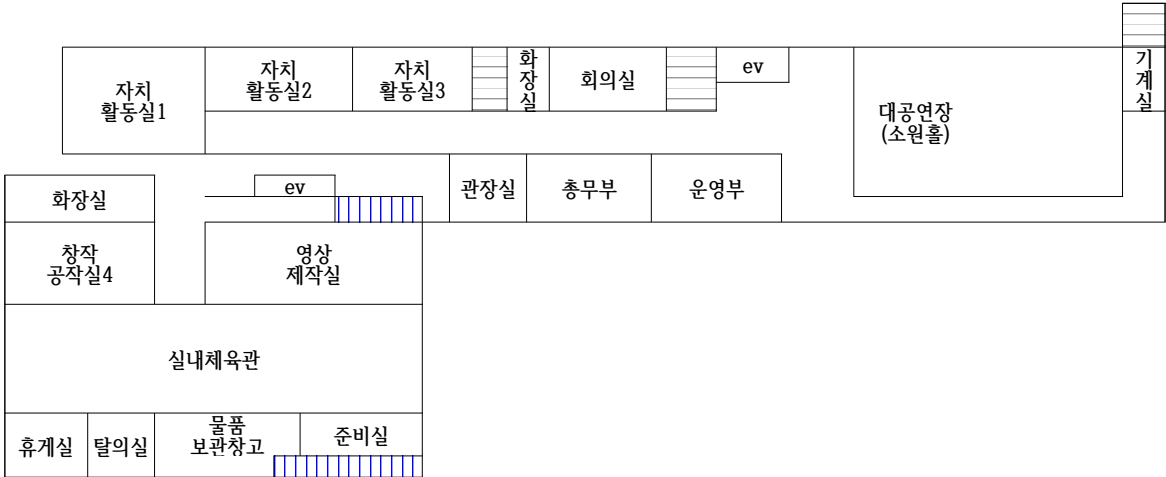 자치
활동실1
자치
활동실2
자치
활동실3
화
장
실
회의실
ev
대공연장
(소원홀)
기
계
실
관장실
총무부
운영부
화장실
ev
창작
공작실4
영상
제작실
실내체육관
휴게실
탈의실
물품
보관창고
준비실